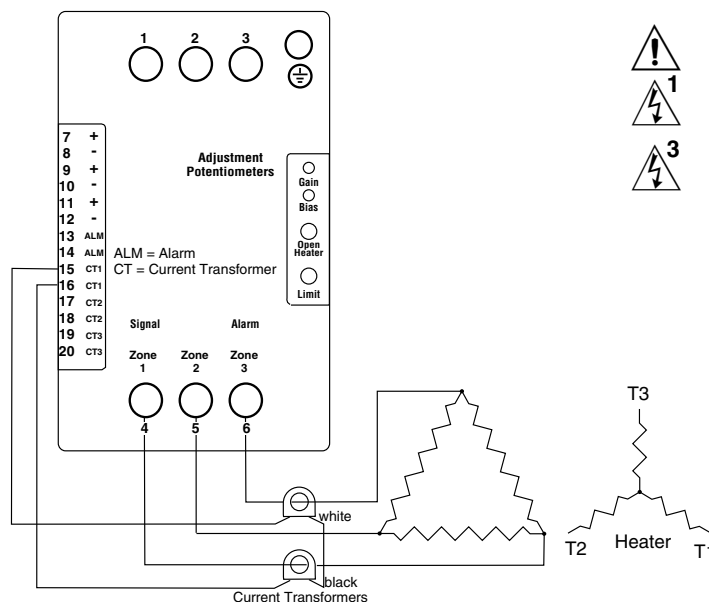 1 2 3
7 +
8 -
9 +
10 -
11 +
12 -
13 ALM
14 ALM
15 CT1
16 CT1
17 CT2
18 CT2
19 CT3
20 CT3
ALM = Alarm
CT = Current Transformer
Adjustment
Potentiometers
Gain
Bias
Open
Heater
Limit
Signal Alarm
Zone Zone Zone
1 2 3
4 5 6
white
black
Current Transformers
1
3
T3
T2 Heater